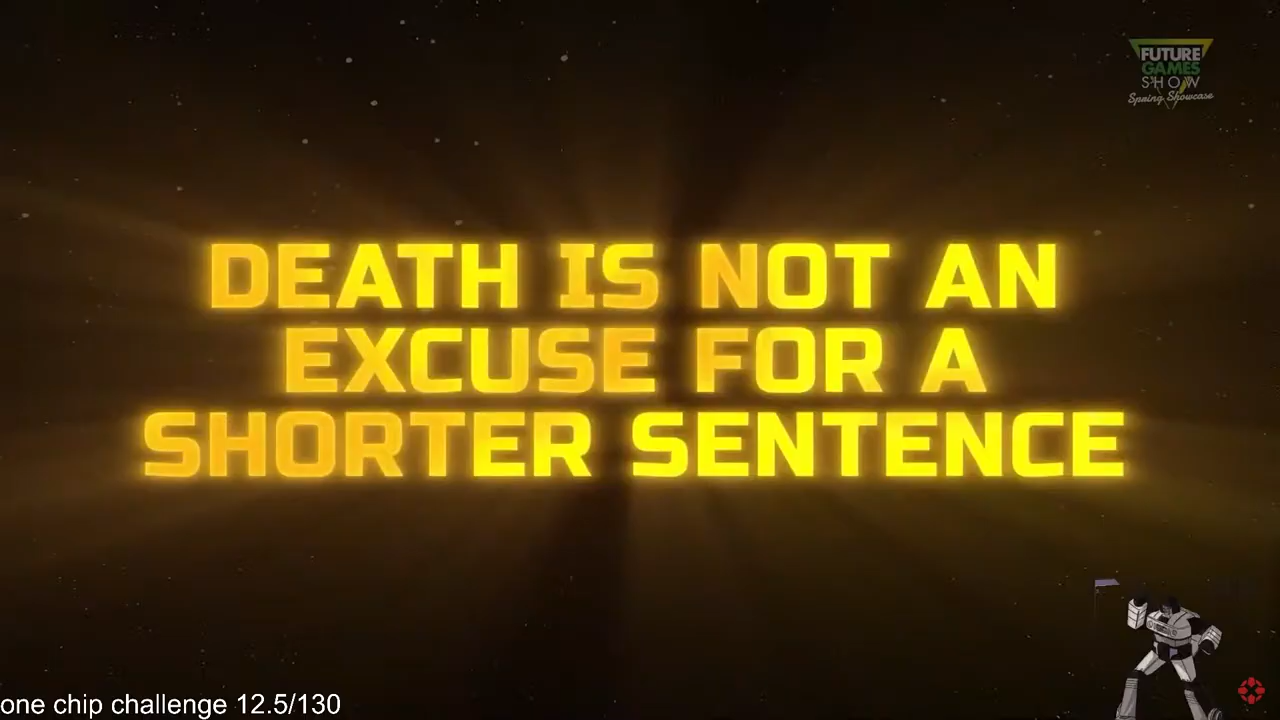 FUTURE
GAMES
SHOW
Spring Showcase
DEATH IS NOT AN
EXCUSE FOR A
SHORTER SENTENCE
one chip challenge 12.5/130